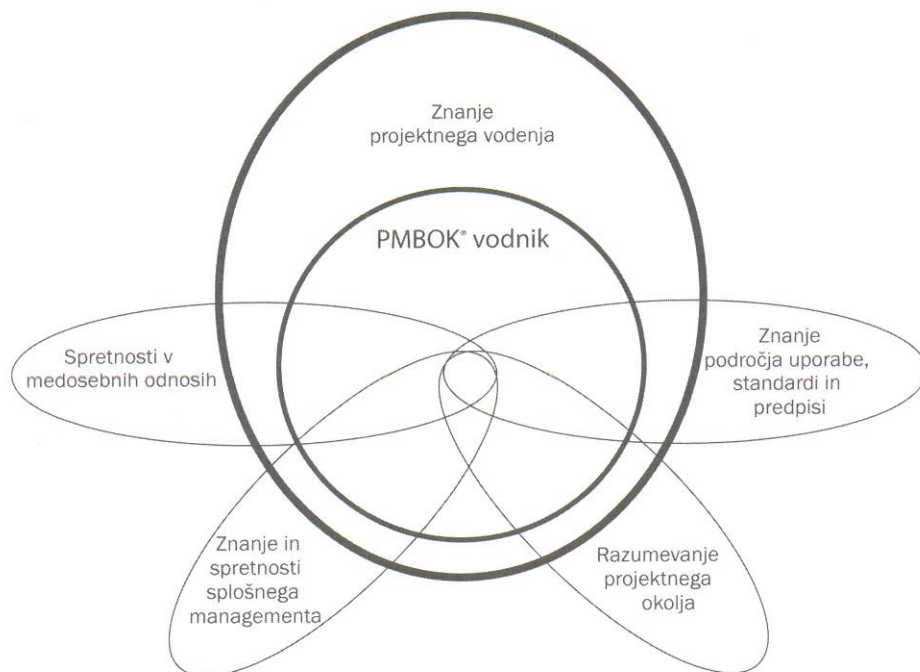 Znanje
projektnega vodenja
PMBOK® vodnik
Spretnosti v
medosebnih odnosih
Znanje
področja uporabe,
standardi in
predpisi
Znanje in
spretnosti
splošnega
managementa
Razumevanje
projektnega
okolja